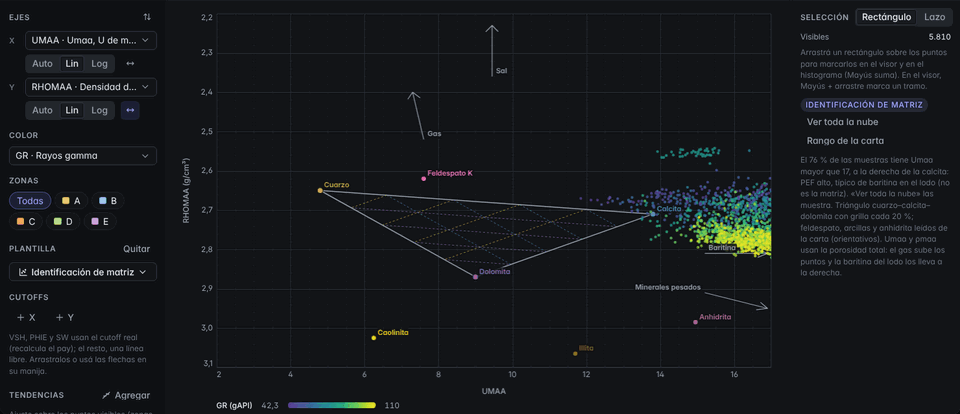 EJES
X
UMAA · Umaa, U de m...
Auto Lin Log
Y
RHOMAA · Densidad d...
Auto Lin Log
COLOR
GR · Rayos gamma
ZONAS
Todas
A
B
C
D
E
PLANTILLA
Quitar
Identificación de matriz
CUTOFFS
+ X
+ Y
VSH, PHIE y SW usan el cutoff real
(recalcula el pay); el resto, una línea
libre. Arrastralos o usá las flechas en
su manija.
TENDENCIAS
Agregar
RHOMAA (g/cm³)
2,2
2,3
2,4
2,5
2,6
2,7
2,8
2,9
3,0
3,1
Sal
Gas
Feldespato K
Cuarzo
Calcito
Baritina
Dolomita
Minerales pesados
Anhidrita
Caolinita
Illita
2
4
6
8
10
12
14
16
UMAA
GR (gAPI)
42,3
110
SELECCIÓN
Rectángulo
Lazo
Visibles
5.810
Arrastrá un rectángulo sobre los puntos
para marcarlos en el visor y en el
histograma (Mayús suma). En el visor,
Mayús + arrastre marca un tramo.
IDENTIFICACIÓN DE MATRIZ
Ver toda la nube
Rango de la carta
El 76 % de las muestras tiene Umaa
mayor que 17, a la derecha de la calcita:
PEF alto, típico de baritina en el lodo (no
es la matriz). «Ver toda la nube» las
muestra. Triángulo cuarzo–calcita–
dolomita con grilla cada 20 %;
feldespato, arcillas y anhidrita leídos de
la carta (orientativos). Umaa y ρmaa
usan la porosidad total: el gas sube los
puntos y la baritina del lodo los lleva a
la derecha.